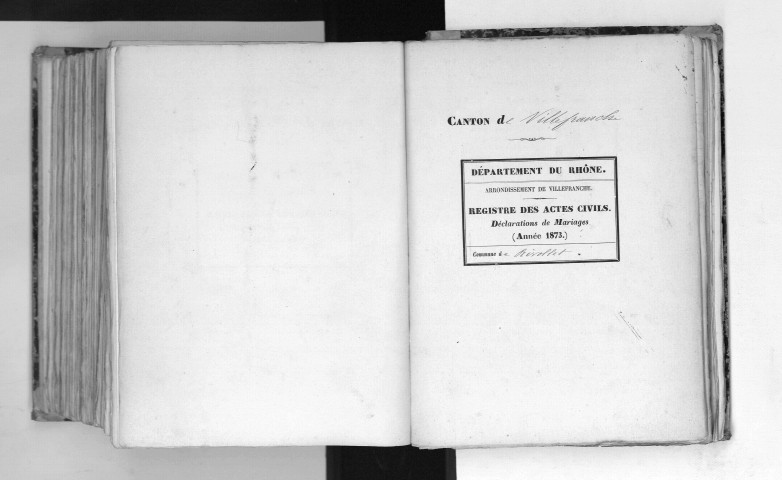 CANTON de Villefranche
DÉPARTEMENT DU RHÔNE.
ARRONDISSEMENT DE VILLEFRANCHE.
REGISTRE DES ACTES CIVILS.
Déclarations de Mariages
(Année 1873.)
Commune de Rivollet.